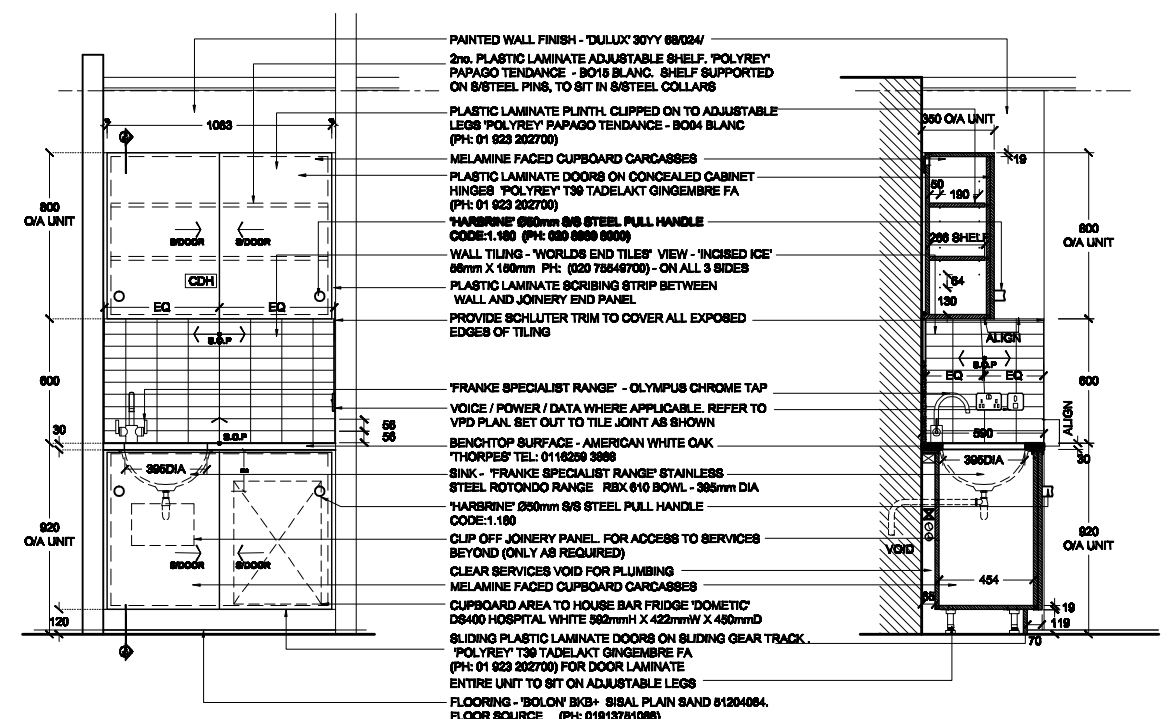 PAINTED WALL FINISH - 'DULUX' 30YY 68/024/
2no. PLASTIC LAMINATE ADJUSTABLE SHELF. 'POLYREY'
PAPAGO TENDANCE - BO15 BLANC. SHELF SUPPORTED
ON S/STEEL PINS, TO SIT IN S/STEEL COLLARS
PLASTIC LAMINATE PLINTH. CLIPPED ON TO ADJUSTABLE
LEGS 'POLYREY' PAPAGO TENDANCE - BO04 BLANC
(PH: 01 923 202700)
MELAMINE FACED CUPBOARD CARCASSES
PLASTIC LAMINATE DOORS ON CONCEALED CABINET
HINGES 'POLYREY' T39 TADELAKT GINGEMBRE FA
(PH: 01 923 202700)
'HARBRINE' Ø50mm S/S STEEL PULL HANDLE
CODE:1.180 (PH: 020 8969 6000)
WALL TILING - 'WORLDS END TILES' VIEW - 'INCISED ICE'
56mm X 150mm PH: (020 75549700) - ON ALL 3 SIDES
PLASTIC LAMINATE SCRIBING STRIP BETWEEN
WALL AND JOINERY END PANEL
PROVIDE SCHLUTER TRIM TO COVER ALL EXPOSED
EDGES OF TILING
'FRANKE SPECIALIST RANGE' - OLYMPUS CHROME TAP
VOICE / POWER / DATA WHERE APPLICABLE. REFER TO
VPD PLAN. SET OUT TO TILE JOINT AS SHOWN
BENCHTOP SURFACE - AMERICAN WHITE OAK
'THORPES' TEL: 0116259 3888
SINK - 'FRANKE SPECIALIST RANGE' STAINLESS
STEEL ROTONDO RANGE RBX 610 BOWL - 395mm DIA
'HARBRINE' Ø50mm S/S STEEL PULL HANDLE
CODE:1.180
CLIP OFF JOINERY PANEL. FOR ACCESS TO SERVICES
BEYOND (ONLY AS REQUIRED)
CLEAR SERVICES VOID FOR PLUMBING
MELAMINE FACED CUPBOARD CARCASSES
CUPBOARD AREA TO HOUSE BAR FRIDGE 'DOMETIC'
DS400 HOSPITAL WHITE 592mmH X 422mmW X 450mmD
SLIDING PLASTIC LAMINATE DOORS ON SLIDING GEAR TRACK .
'POLYREY' T39 TADELAKT GINGEMBRE FA
(PH: 01 923 202700) FOR DOOR LAMINATE
ENTIRE UNIT TO SIT ON ADJUSTABLE LEGS
FLOORING - 'BOLON' BKB+ SISAL PLAIN SAND 51204064.
FLOOR SOURCE (PH: 01913751086)
1063
800
O/A UNIT
S/DOOR
S/DOOR
CDH
EQ
EQ
S.O.P
600
30
S.O.P
56
56
395DIA
920
O/A UNIT
S/DOOR
S/DOOR
120
350 O/A UNIT
19
50
190
266 SHELF
64
130
800
O/A UNIT
ALIGN
S.O.P
EQ
EQ
600
ALIGN
590
30
395DIA
VOID
920
O/A UNIT
454
65
19
119
70